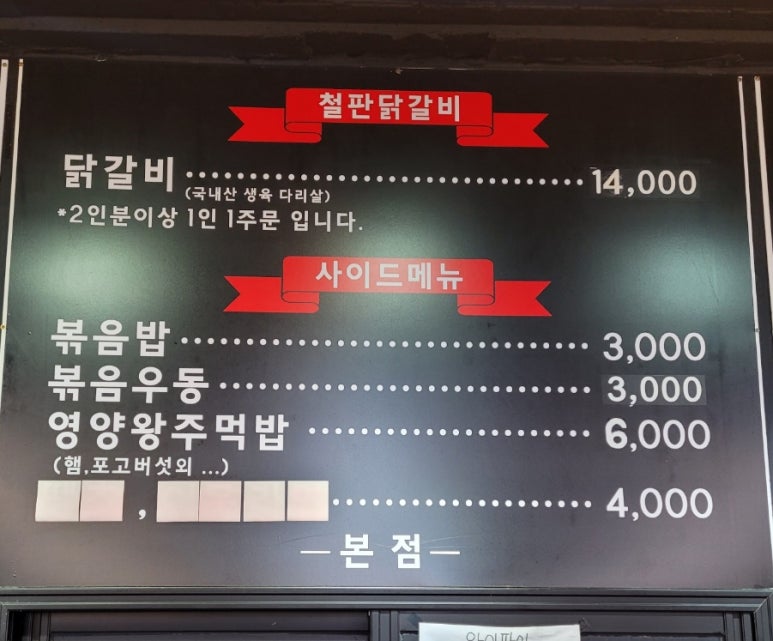 철판닭갈비
닭갈비 14,000
(국내산 생육 다리살)
*2인분이상 1인 1주문 입니다.
사이드메뉴
볶음밥 3,000
볶음우동 3,000
영양왕주먹밥 6,000
(햄,포고버섯외 ...)
, 4,000
본 점